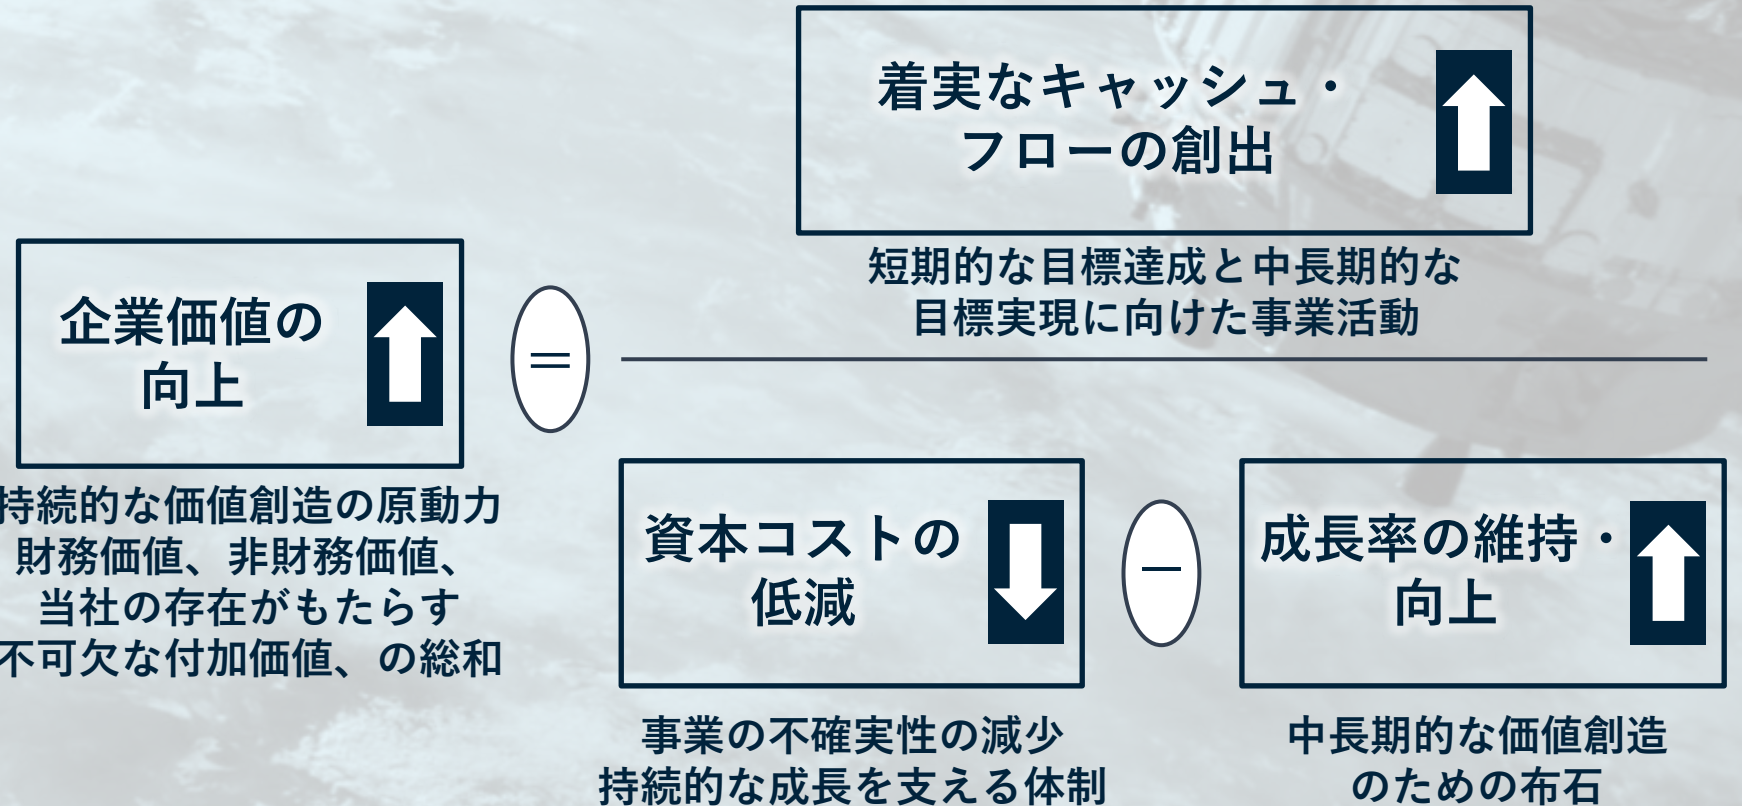 着実なキャッシュ・
フローの創出
短期的な目標達成と中長期的な
目標実現に向けた事業活動
企業価値の
向上
＝
持続的な価値創造の原動力
財務価値、非財務価値、
当社の存在がもたらす
不可欠な付加価値、の総和
資本コストの
低減
－
成長率の維持・
向上
事業の不確実性の減少
持続的な成長を支える体制
中長期的な価値創造
のための布石